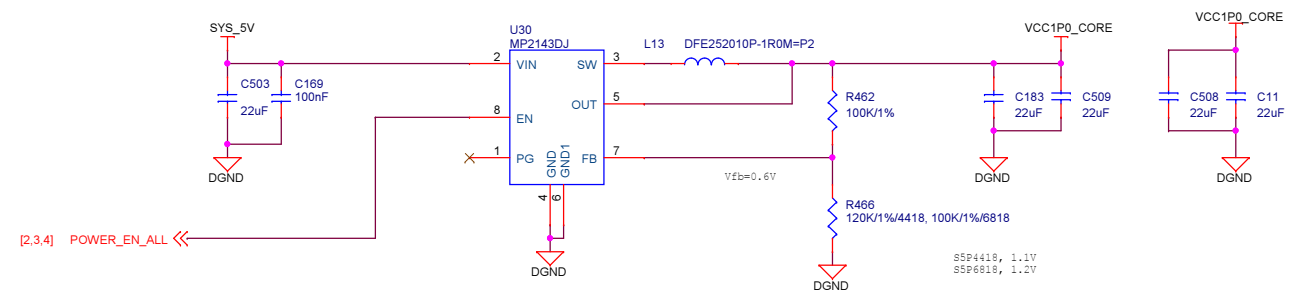 SYS_5V
C503
22uF
C169
100nF
DGND
U30
MP2143DJ
2 VIN
SW 3
OUT 5
8 EN
1 PG
FB 7
GND
GND1
4
6
DGND
L13 DFE252010P-1R0M=P2
R462
100K/1%
Vfb=0.6V
R466
120K/1%/4418, 100K/1%/6818
DGND
VCC1P0_CORE
C183
22uF
C509
22uF
DGND
VCC1P0_CORE
C508
22uF
C11
22uF
DGND
[2,3,4] POWER_EN_ALL
S5P4418, 1.1V
S5P6818, 1.2V